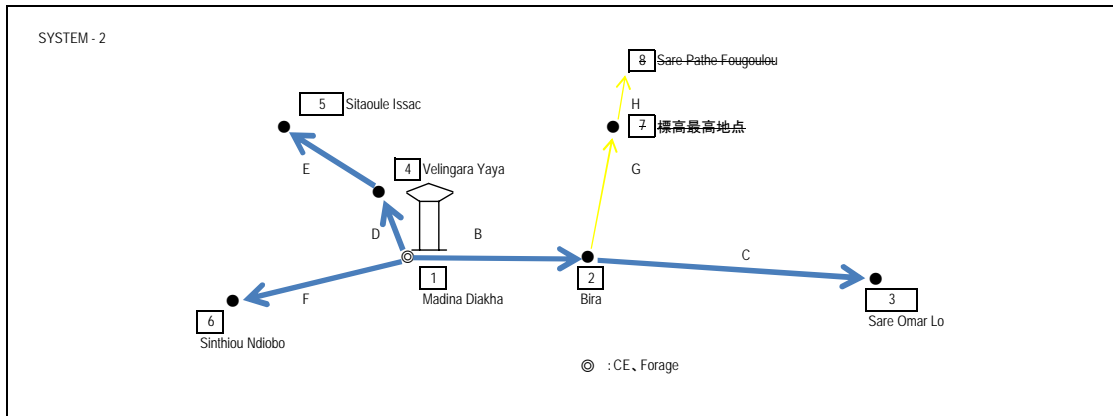 SYSTEM - 2
8 Sare Pathe Fougoulou
5 Sitaoule Issac
H
7 標高最高地点
E
4 Velingara Yaya
G
D
B
C
1
Madina Diakha
2
Bira
3
Sare Omar Lo
F
6
Sinthiou Ndiobo
◎ : CE、Forage